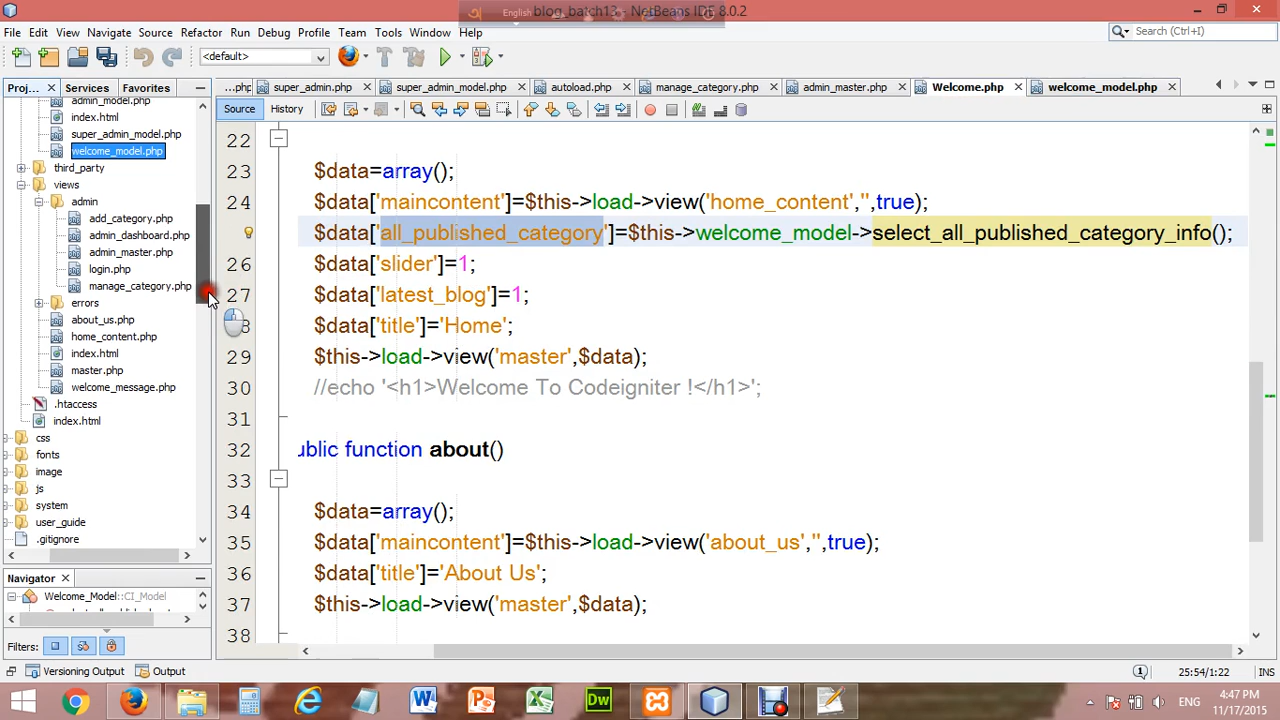 blog_batch13 - NetBeans IDE 8.0.2
English
File Edit View Navigate Source Refactor Run Debug Profile Team Tools Window Help
Search (Ctrl+I)
<default>
Proj... Services Favorites
...php super_admin.php super_admin_model.php autoload.php manage_category.php admin_master.php Welcome.php welcome_model.php
Source History
admin_model.php
index.html
super_admin_model.php
welcome_model.php
third_party
views
admin
add_category.php
admin_dashboard.php
admin_master.php
login.php
manage_category.php
errors
about_us.php
home_content.php
index.html
master.php
welcome_message.php
.htaccess
index.html
css
fonts
image
js
system
user_guide
.gitignore
Navigator
Welcome_Model::CI_Model
Filters:
22
23 $data=array();
24 $data['maincontent']=$this->load->view('home_content','',true);
$data['all_published_category']=$this->welcome_model->select_all_published_category_info();
26 $data['slider']=1;
27 $data['latest_blog']=1;
8 $data['title']='Home';
29 $this->load->view('master',$data);
30 //echo '<h1>Welcome To Codeigniter !</h1>';
31
32 ublic function about()
33
34 $data=array();
35 $data['maincontent']=$this->load->view('about_us','',true);
36 $data['title']='About Us';
37 $this->load->view('master',$data);
38
Versioning Output Output
25:54/1:22 INS
ENG
4:47 PM
11/17/2015